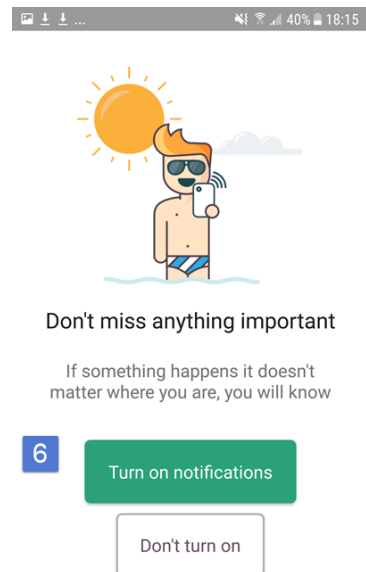 ... 40% 18:15
Don't miss anything important
If something happens it doesn't
matter where you are, you will know
6
Turn on notifications
Don't turn on